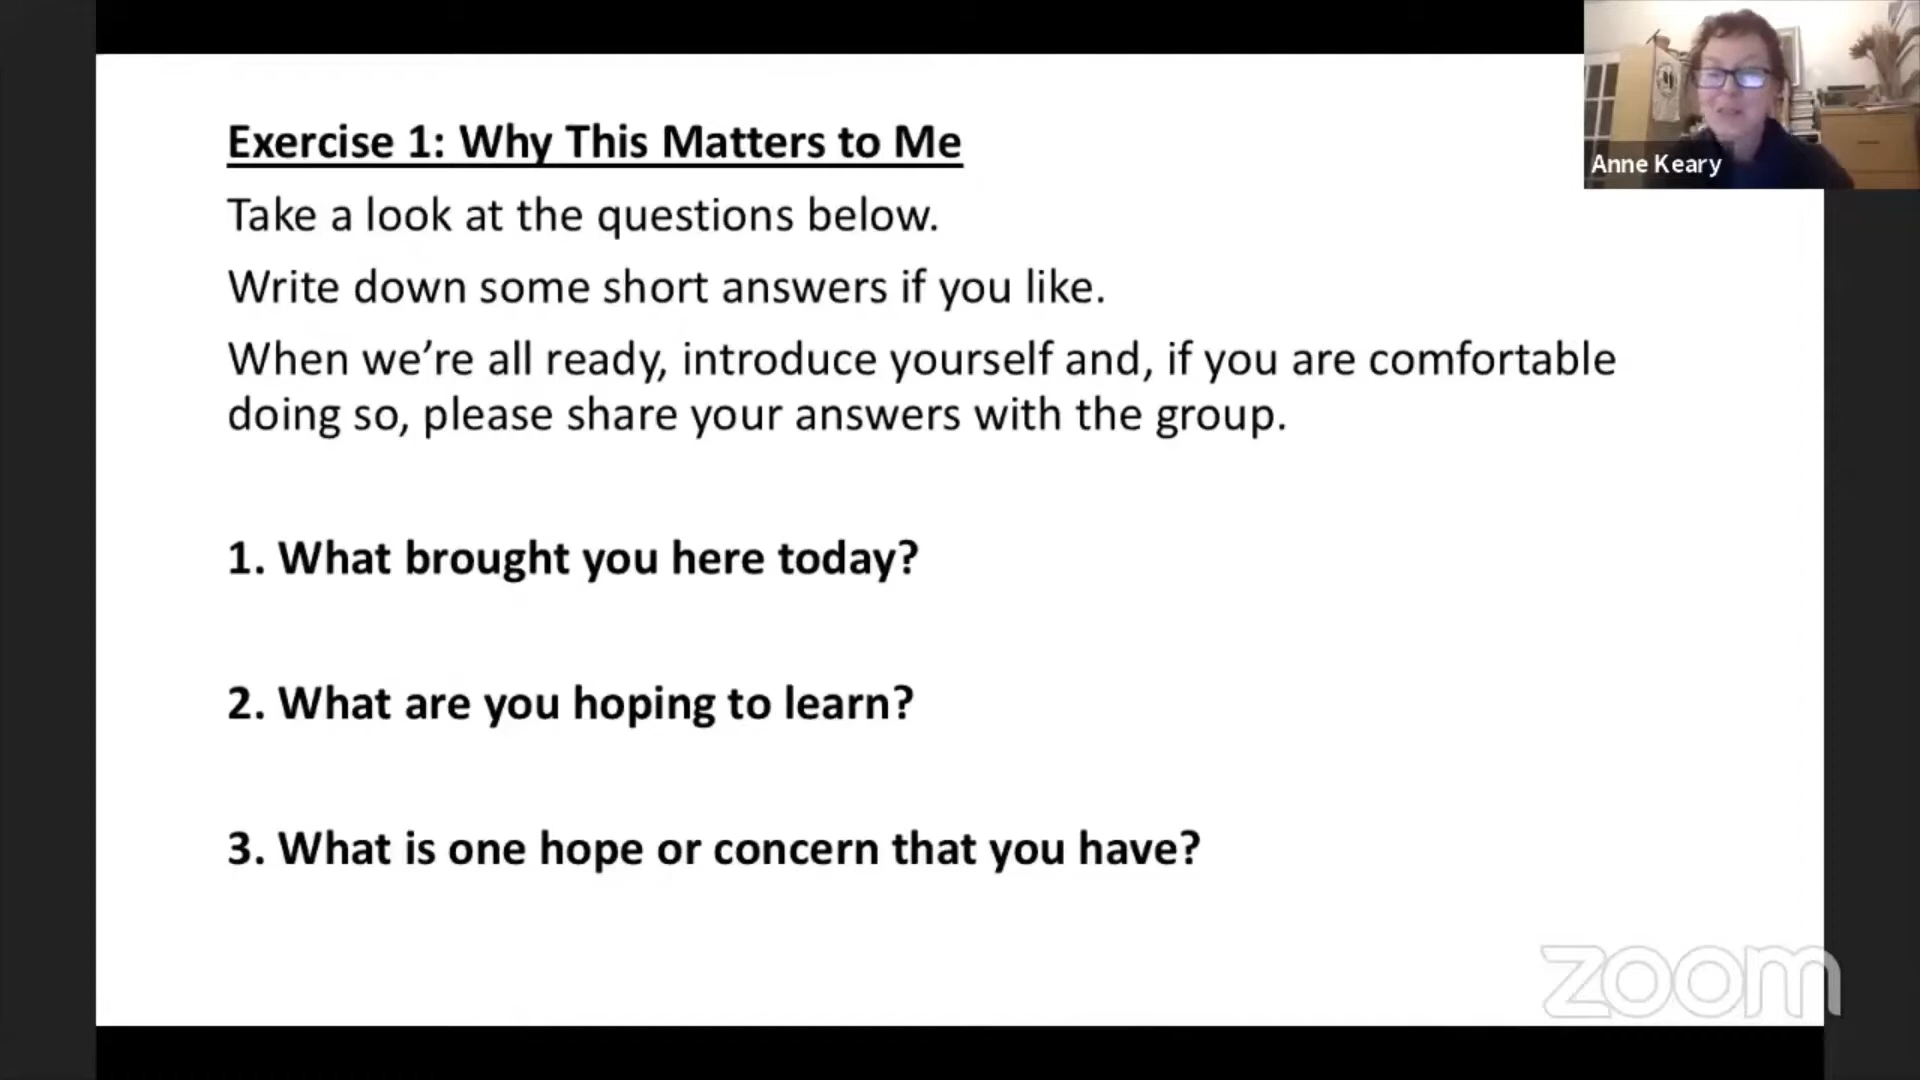 Exercise 1: Why This Matters to Me
Take a look at the questions below.
Write down some short answers if you like.
When we’re all ready, introduce yourself and, if you are comfortable
doing so, please share your answers with the group.
1. What brought you here today?
2. What are you hoping to learn?
3. What is one hope or concern that you have?
Anne Keary
zoom